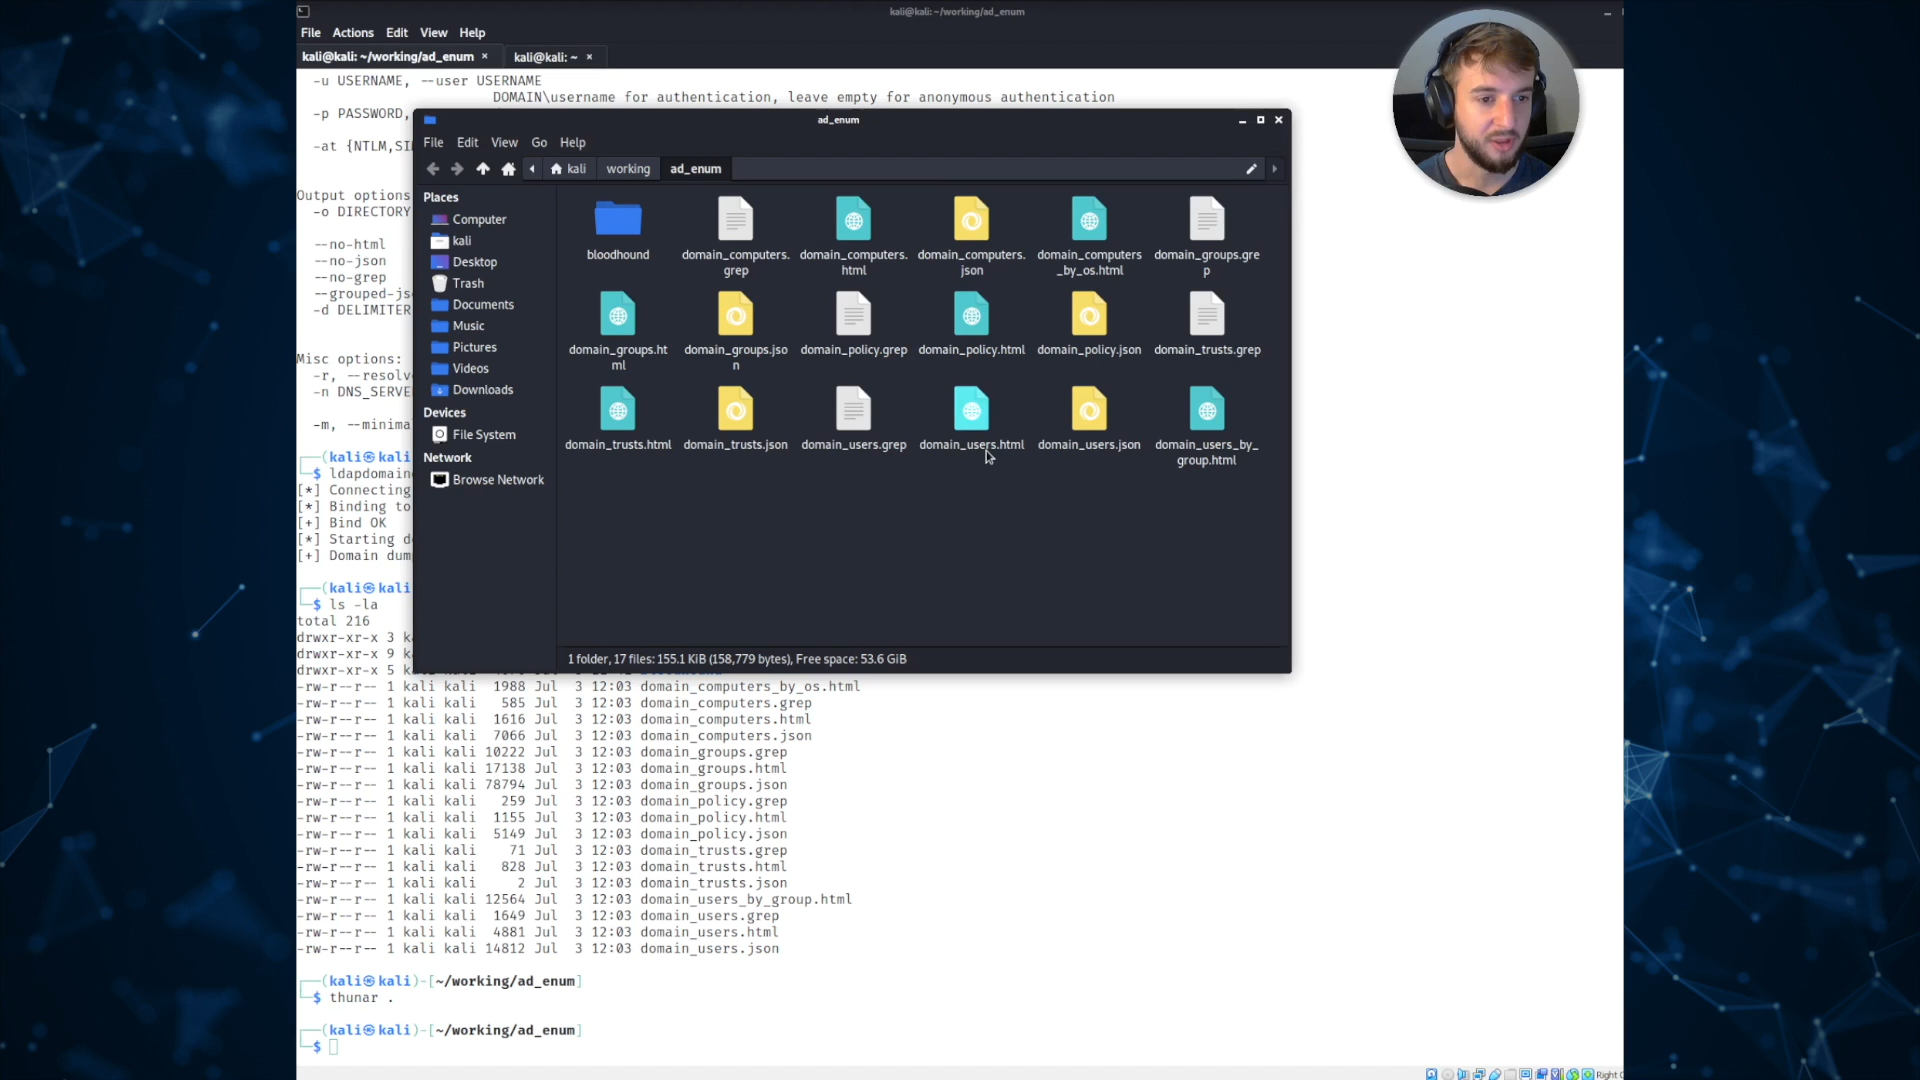 kali@kali: ~/working/ad_enum
File Actions Edit View Help
kali@kali: ~/working/ad_enum × kali@kali: ~ ×
-u USERNAME, --user USERNAME
DOMAIN\username for authentication, leave empty for anonymous authentication
-p PASSWORD,
-at {NTLM,SI
Output options
-o DIRECTORY
--no-html
--no-json
--no-grep
--grouped-js
-d DELIMITER
Misc options:
-r, --resolv
-n DNS_SERVE
-m, --minima
(kali㉿kali
$ ldapdomain
[*] Connecting
[*] Binding to
[+] Bind OK
[*] Starting d
[+] Domain dum
(kali㉿kali
$ ls -la
total 216
drwxr-xr-x 3 k
drwxr-xr-x 9 k
drwxr-xr-x 5 k
-rw-r--r-- 1 kali kali 1988 Jul 3 12:03 domain_computers_by_os.html
-rw-r--r-- 1 kali kali 585 Jul 3 12:03 domain_computers.grep
-rw-r--r-- 1 kali kali 1616 Jul 3 12:03 domain_computers.html
-rw-r--r-- 1 kali kali 7066 Jul 3 12:03 domain_computers.json
-rw-r--r-- 1 kali kali 10222 Jul 3 12:03 domain_groups.grep
-rw-r--r-- 1 kali kali 17138 Jul 3 12:03 domain_groups.html
-rw-r--r-- 1 kali kali 78794 Jul 3 12:03 domain_groups.json
-rw-r--r-- 1 kali kali 259 Jul 3 12:03 domain_policy.grep
-rw-r--r-- 1 kali kali 1155 Jul 3 12:03 domain_policy.html
-rw-r--r-- 1 kali kali 5149 Jul 3 12:03 domain_policy.json
-rw-r--r-- 1 kali kali 71 Jul 3 12:03 domain_trusts.grep
-rw-r--r-- 1 kali kali 828 Jul 3 12:03 domain_trusts.html
-rw-r--r-- 1 kali kali 2 Jul 3 12:03 domain_trusts.json
-rw-r--r-- 1 kali kali 12564 Jul 3 12:03 domain_users_by_group.html
-rw-r--r-- 1 kali kali 1649 Jul 3 12:03 domain_users.grep
-rw-r--r-- 1 kali kali 4881 Jul 3 12:03 domain_users.html
-rw-r--r-- 1 kali kali 14812 Jul 3 12:03 domain_users.json
(kali㉿kali)-[~/working/ad_enum]
$ thunar .
(kali㉿kali)-[~/working/ad_enum]
$
ad_enum
File Edit View Go Help
kali working ad_enum
Places
Computer
kali
Desktop
Trash
Documents
Music
Pictures
Videos
Downloads
Devices
File System
Network
Browse Network
bloodhound
domain_computers.
grep
domain_computers.
html
domain_computers.
json
domain_computers
_by_os.html
domain_groups.gre
p
domain_groups.ht
ml
domain_groups.jso
n
domain_policy.grep
domain_policy.html
domain_policy.json
domain_trusts.grep
domain_trusts.html
domain_trusts.json
domain_users.grep
domain_users.html
domain_users.json
domain_users_by_
group.html
1 folder, 17 files: 155.1 KiB (158,779 bytes), Free space: 53.6 GiB
Right C